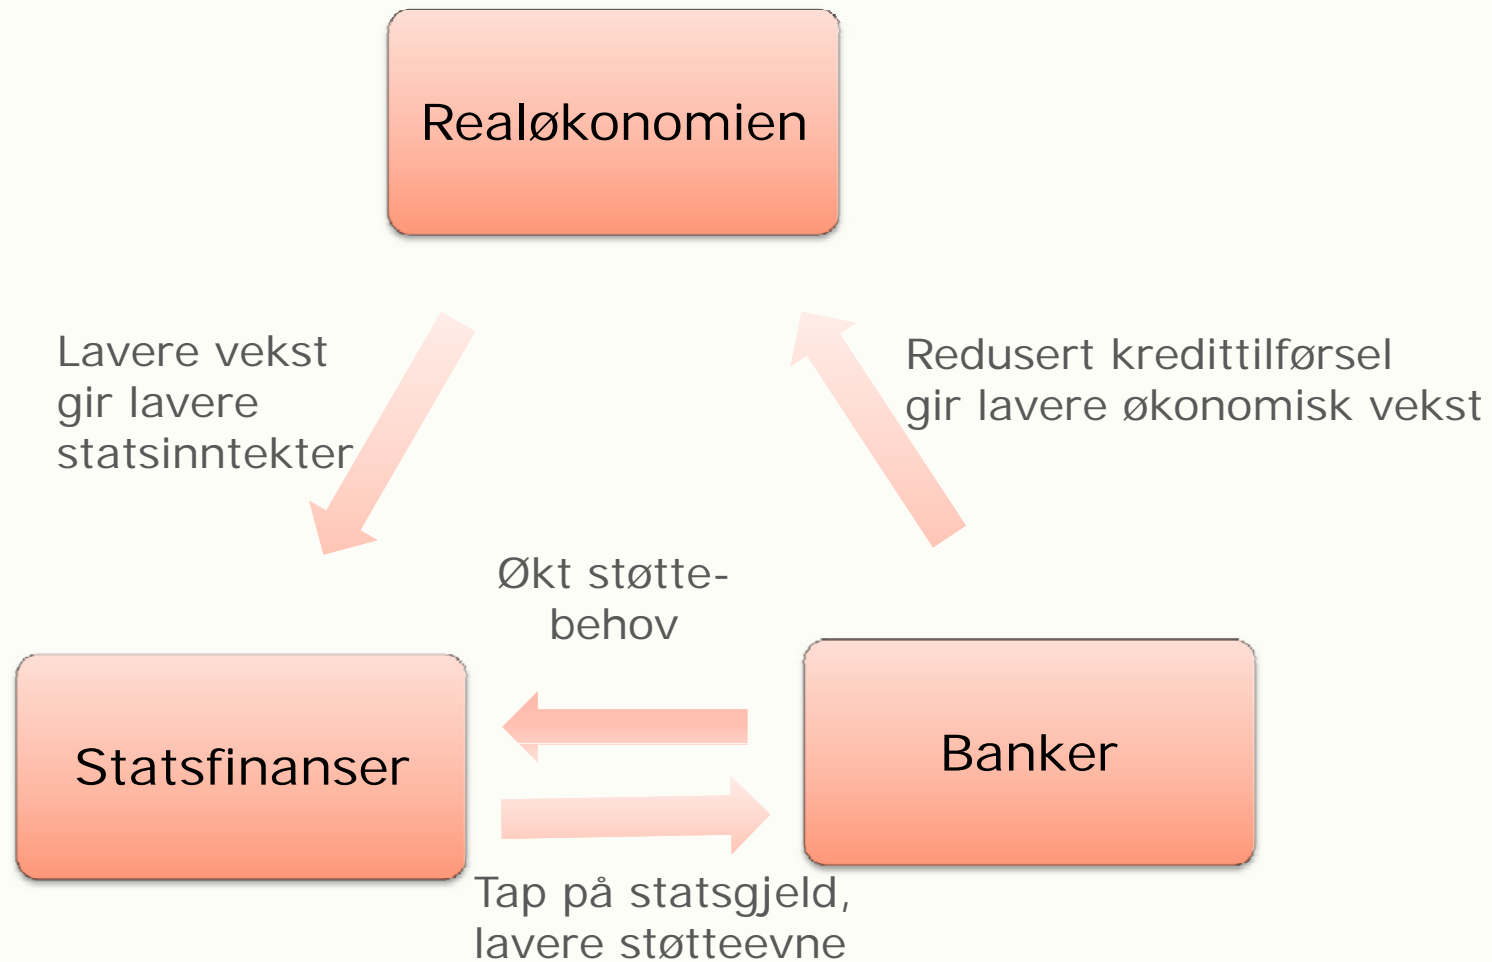 Realøkonomien
Lavere vekst
gir lavere
statsinntekter
Redusert kredittilførsel
gir lavere økonomisk vekst
Økt støtte-
behov
Statsfinanser
Banker
Tap på statsgjeld,
lavere støtteevne